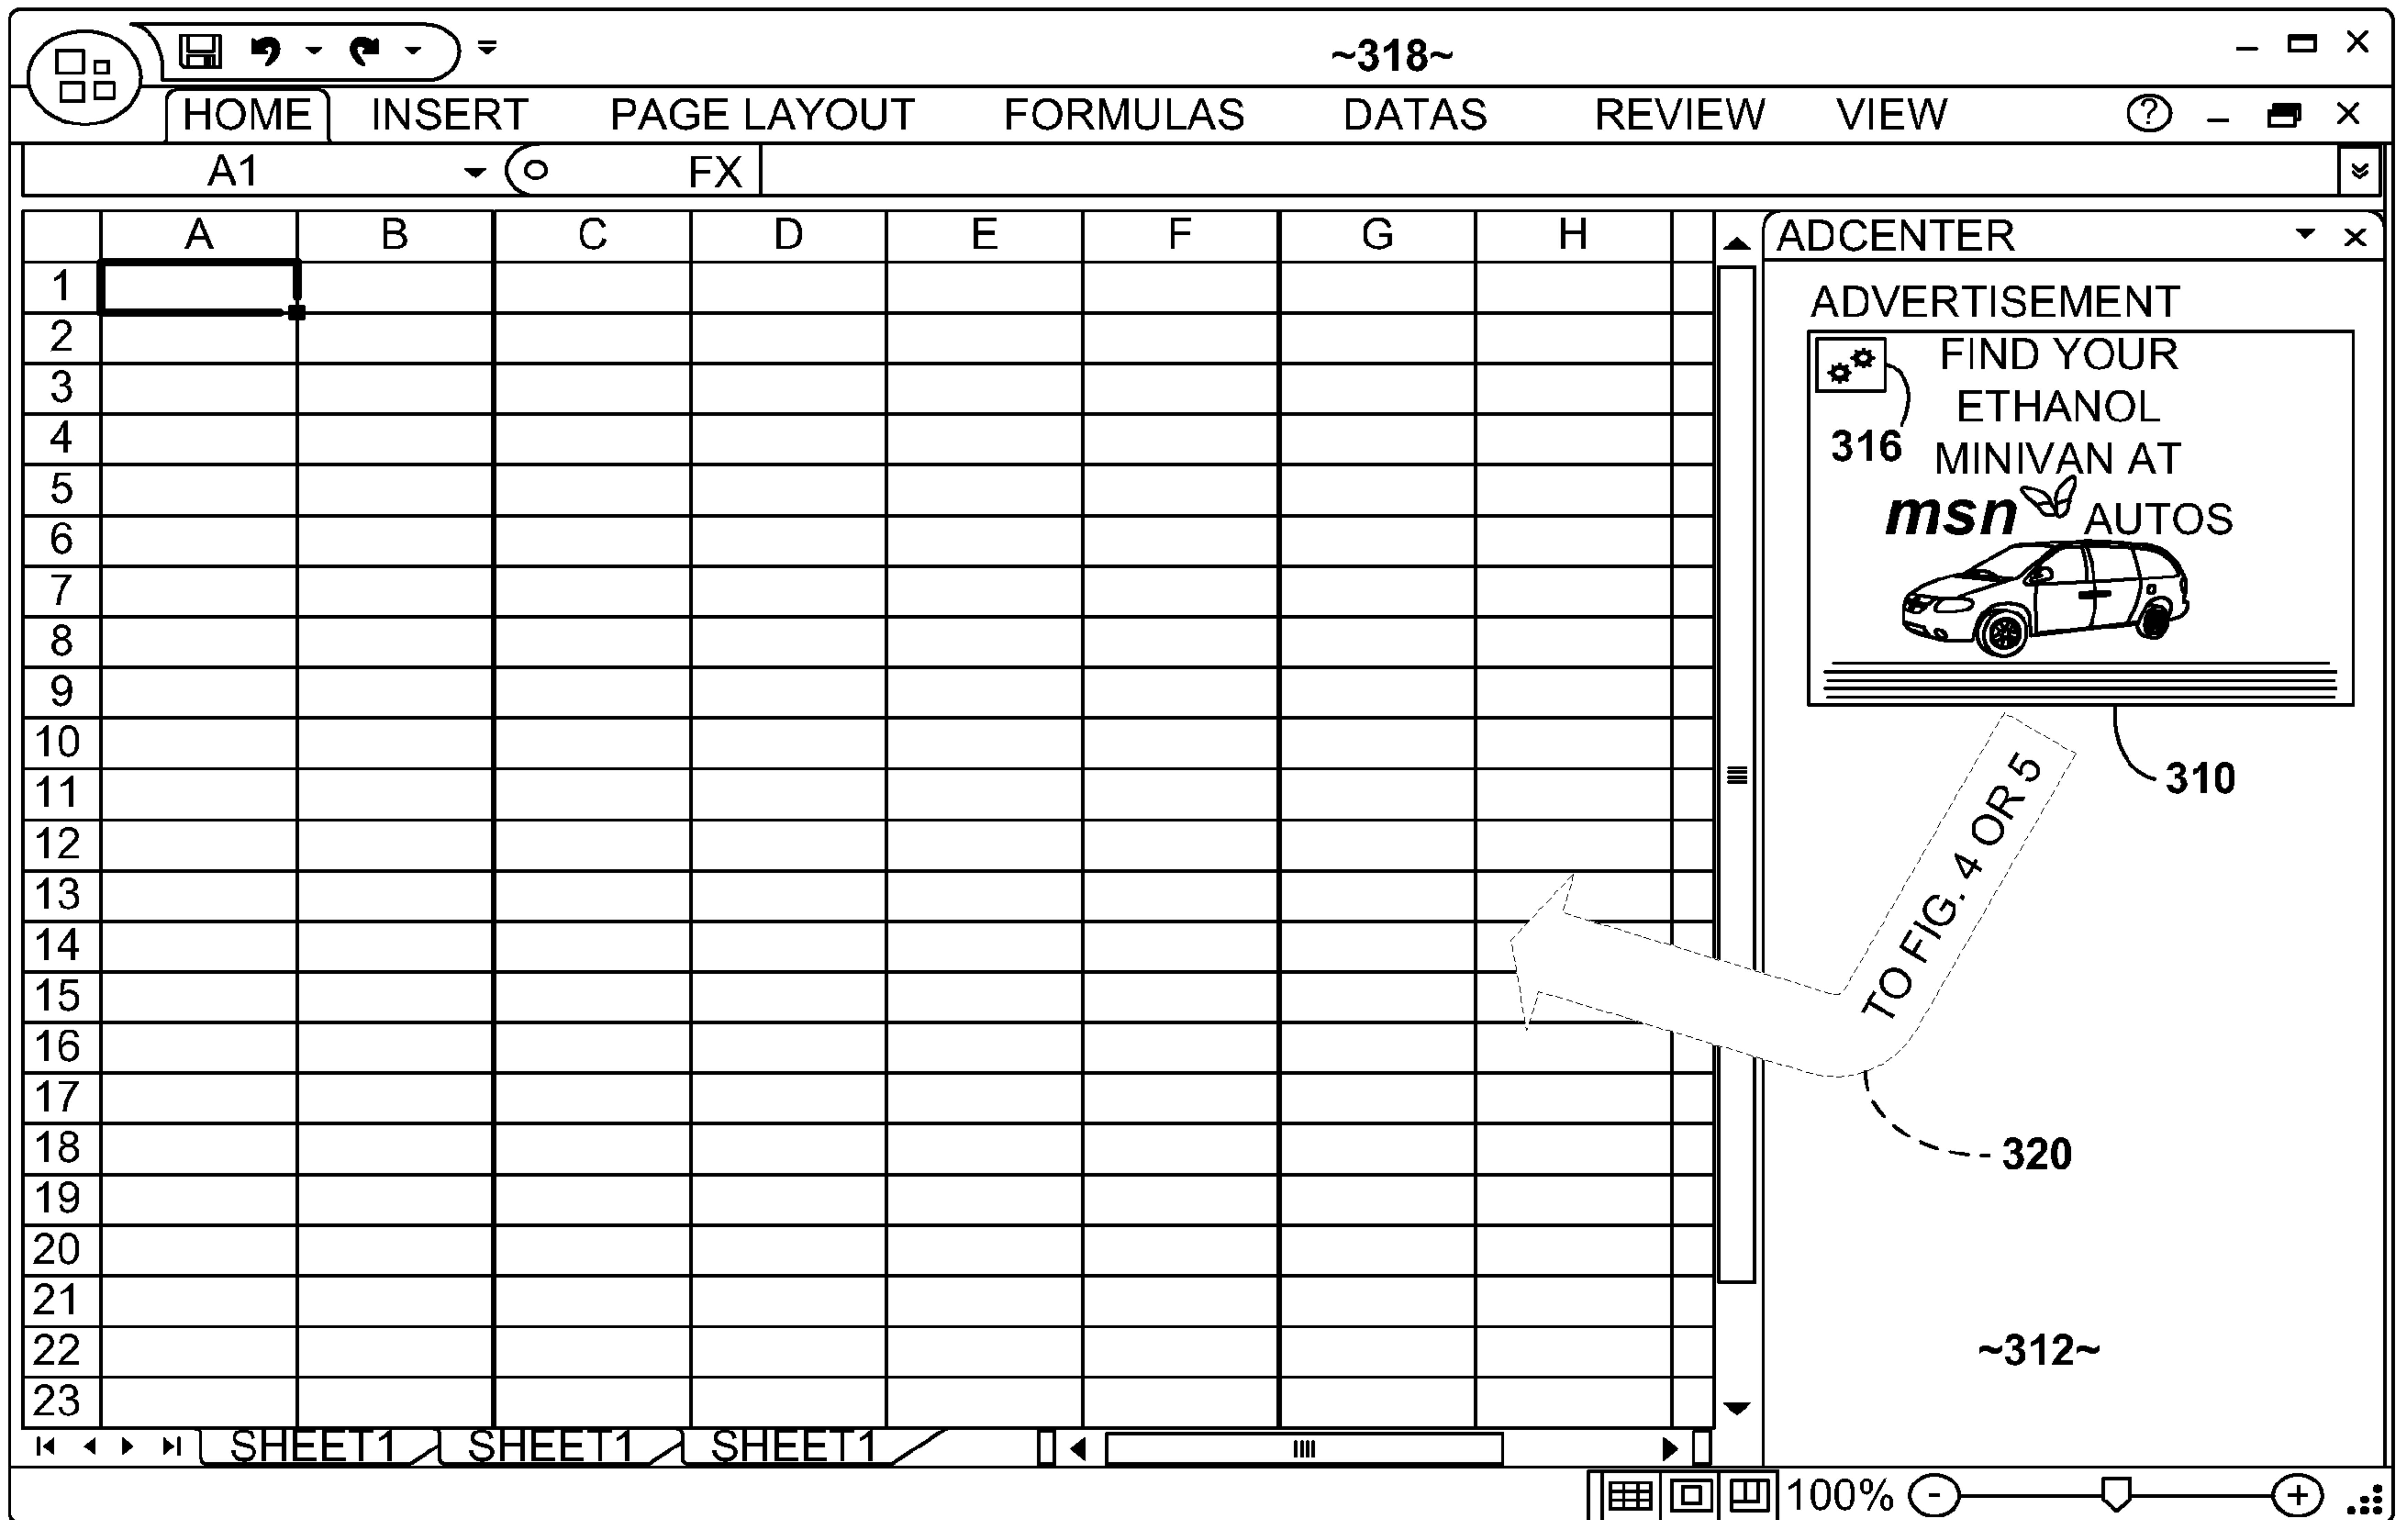 ~318~
HOME INSERT PAGE LAYOUT FORMULAS DATAS REVIEW VIEW ?
A1 FX
A B C D E F G H
1
2
3
4
5
6
7
8
9
10
11
12
13
14
15
16
17
18
19
20
21
22
23
SHEET1 SHEET1 SHEET1
ADCENTER
ADVERTISEMENT
FIND YOUR
ETHANOL
316 MINIVAN AT
msn AUTOS
310
TO FIG. 4 OR 5
320
~312~
100% - +